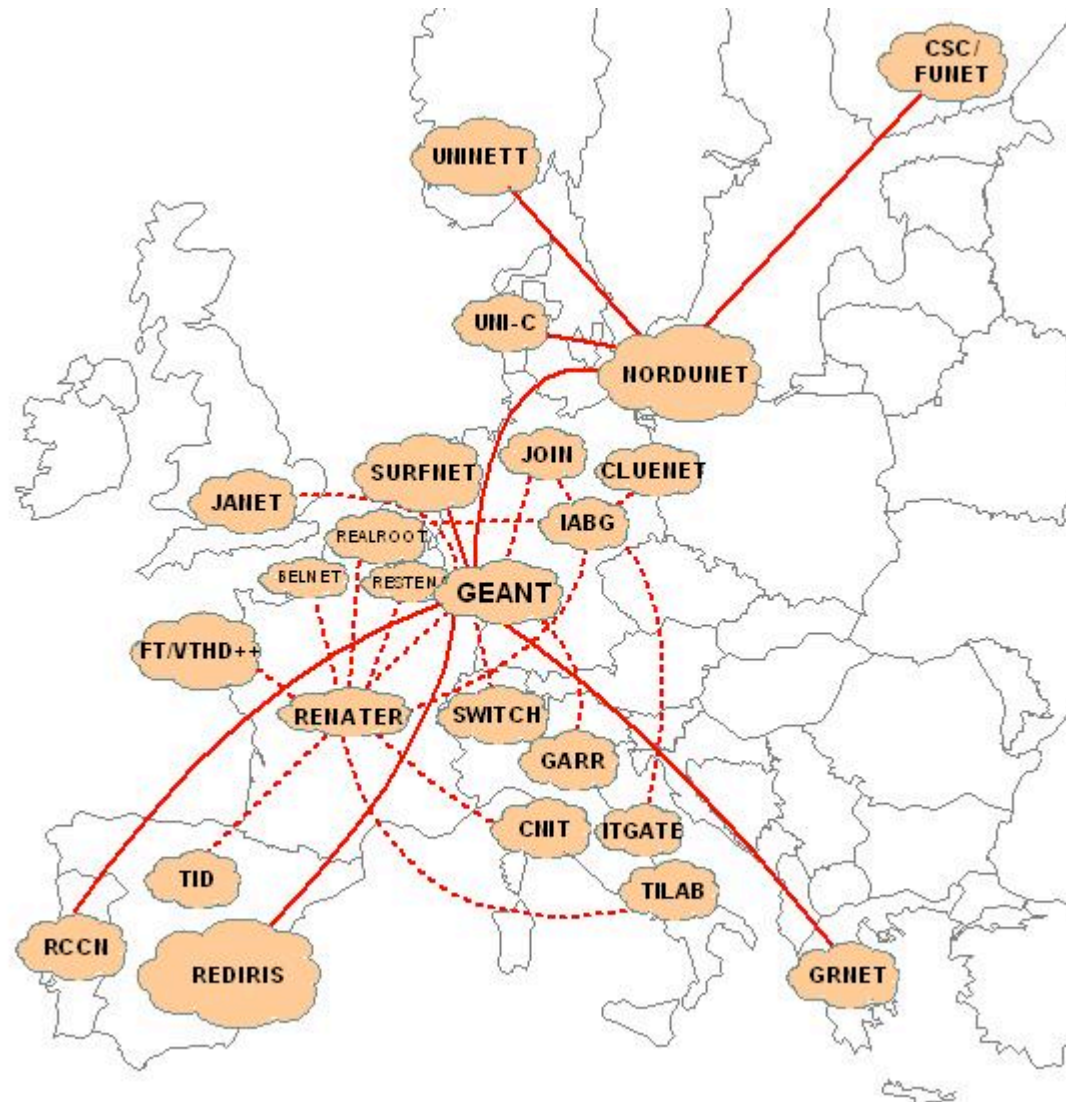 CSC/
FUNET
UNINETT
UNI-C
NORDUNET
JOIN
SURFNET
CLUENET
JANET
IABG
REALROOT
BELNET
RESTEN
GEANT
FT/VTHD++
RENATER
SWITCH
GARR
CNIT
ITGATE
TID
TILAB
RCCN
REDIRIS
GRNET